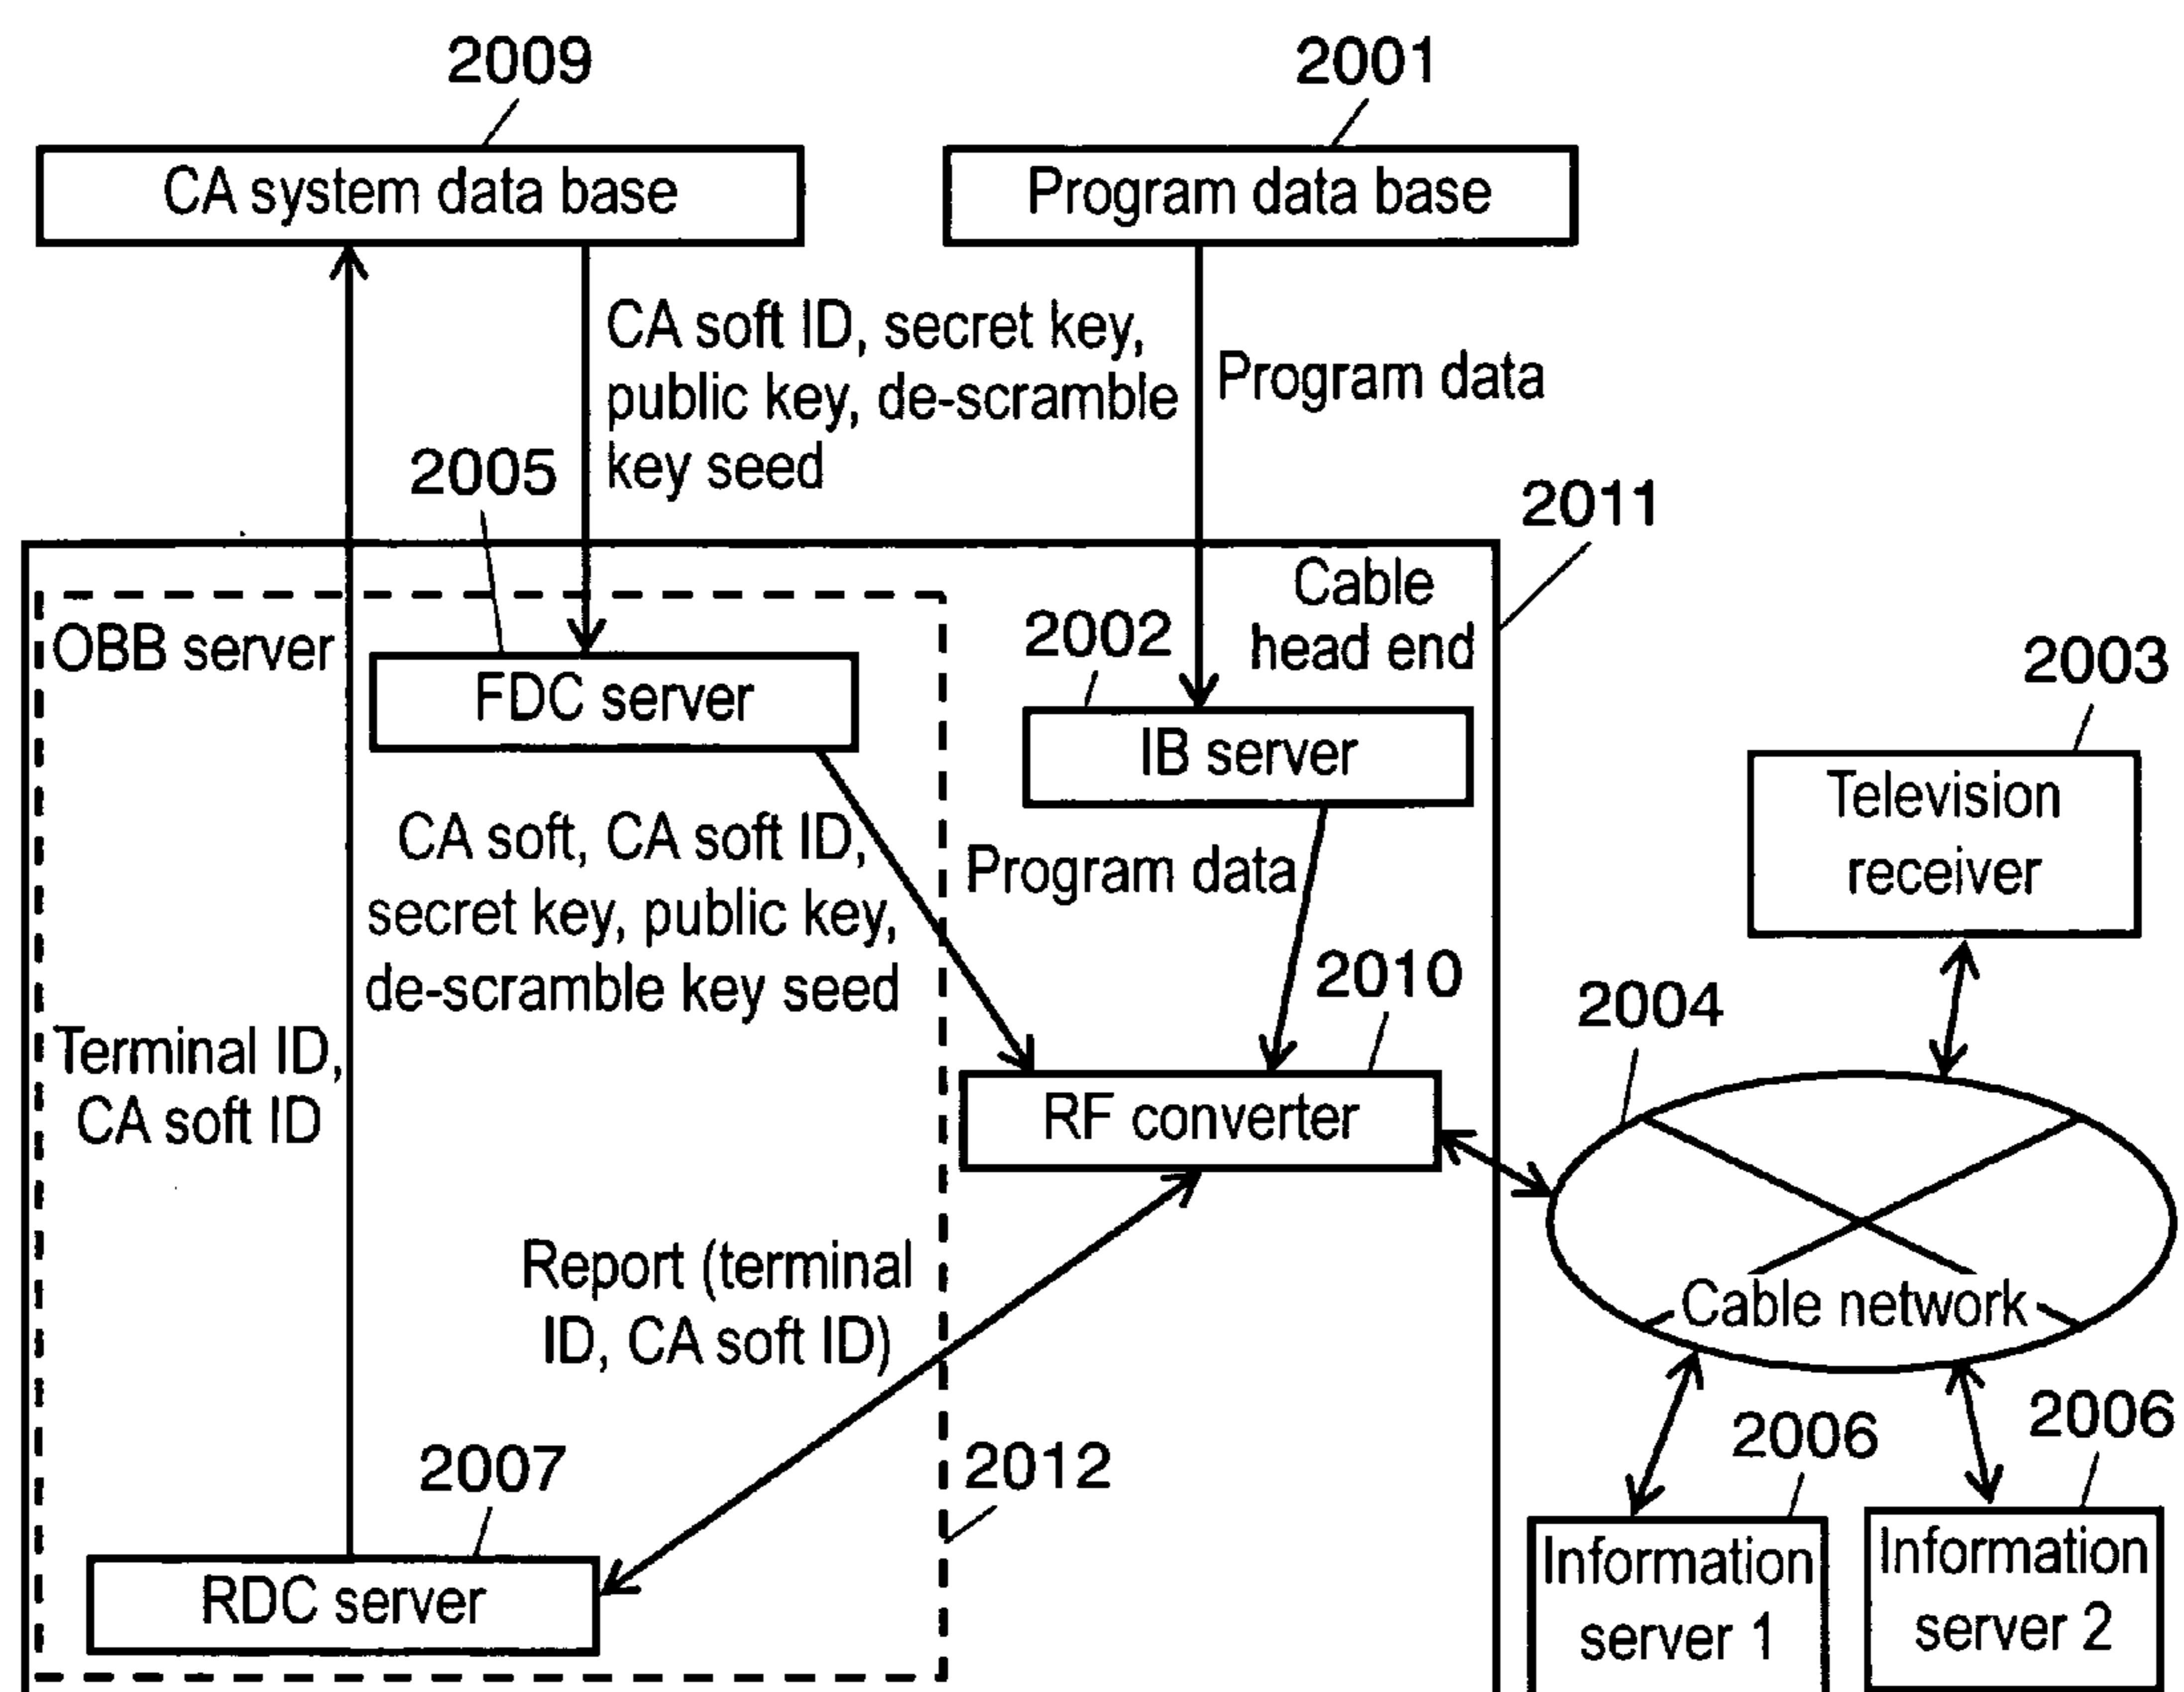 2009
2001
CA system data base
Program data base
CA soft ID, secret key,
public key, de-scramble
key seed
Program data
2005
2011
Cable
head end
OBB server
2002
2003
FDC server
IB server
Television
receiver
CA soft, CA soft ID,
secret key, public key,
de-scramble key seed
Program data
2010
2004
Terminal ID,
CA soft ID
RF converter
Report (terminal
ID, CA soft ID)
Cable network
2007
2012
2006
2006
RDC server
Information
server 1
Information
server 2